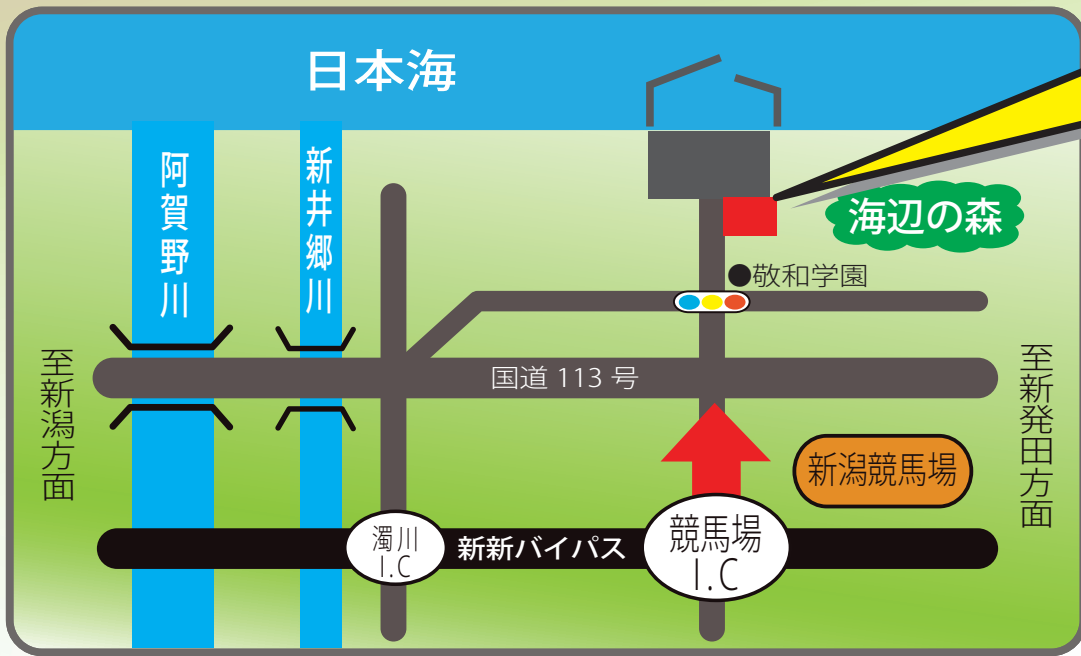 日本海
阿賀野川
新井郷川
海辺の森
●敬和学園
国道 113 号
至新潟方面
至新発田方面
新潟競馬場
濁川
I.C
新新バイパス
競馬場
I.C